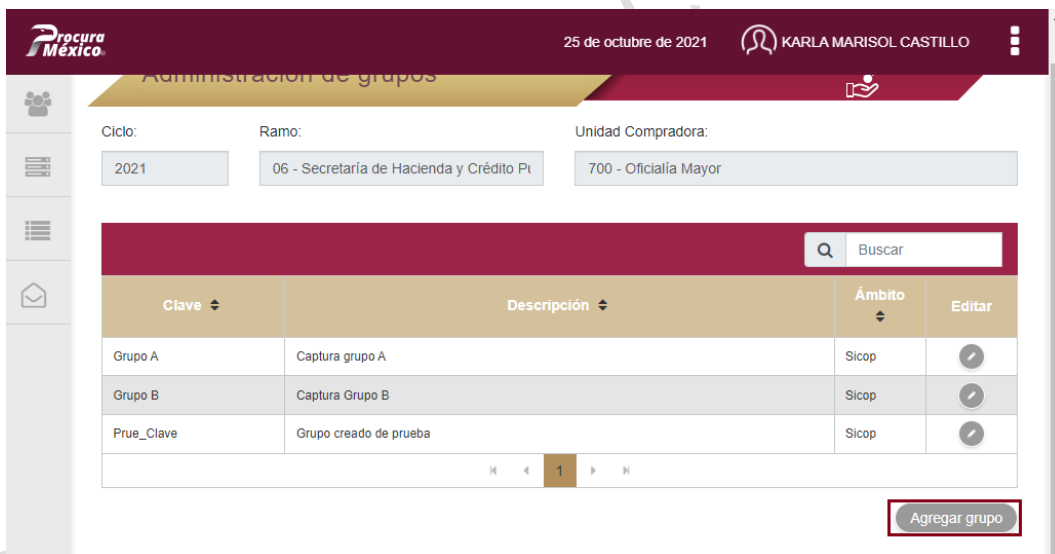 Procura México
25 de octubre de 2021
KARLA MARISOL CASTILLO
Administración de grupos
Ciclo:
Ramo:
Unidad Compradora:
2021
06 - Secretaría de Hacienda y Crédito Pú
700 - Oficialía Mayor
Buscar
Clave
Descripción
Ámbito
Editar
Grupo A
Captura grupo A
Sicop
Grupo B
Captura Grupo B
Sicop
Prue_Clave
Grupo creado de prueba
Sicop
1
Agregar grupo